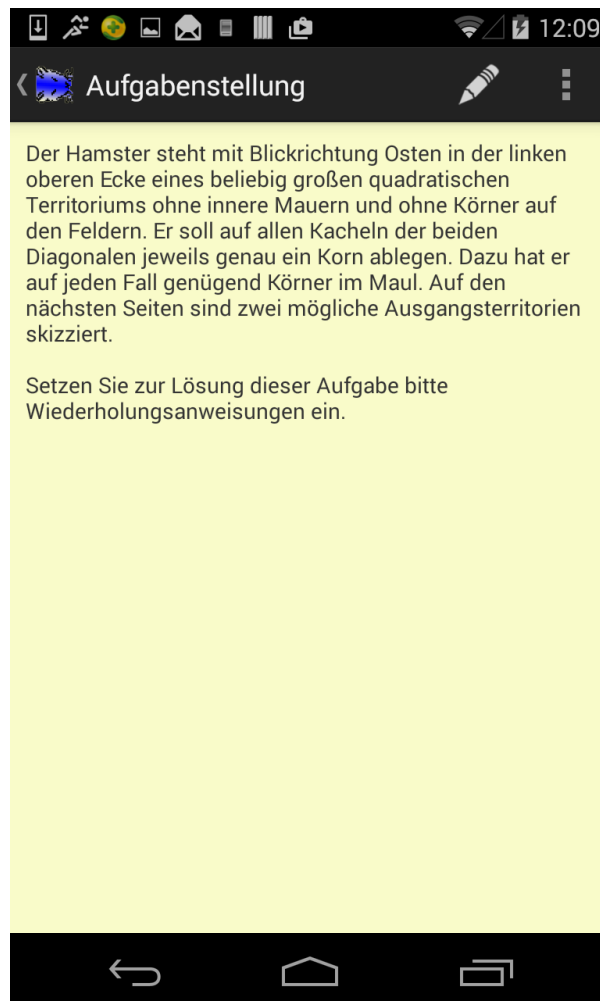 12:09
Aufgabenstellung
Der Hamster steht mit Blickrichtung Osten in der linken
oberen Ecke eines beliebig großen quadratischen
Territoriums ohne innere Mauern und ohne Körner auf
den Feldern. Er soll auf allen Kacheln der beiden
Diagonalen jeweils genau ein Korn ablegen. Dazu hat er
auf jeden Fall genügend Körner im Maul. Auf den
nächsten Seiten sind zwei mögliche Ausgangsterritorien
skizziert.
Setzen Sie zur Lösung dieser Aufgabe bitte
Wiederholungsanweisungen ein.